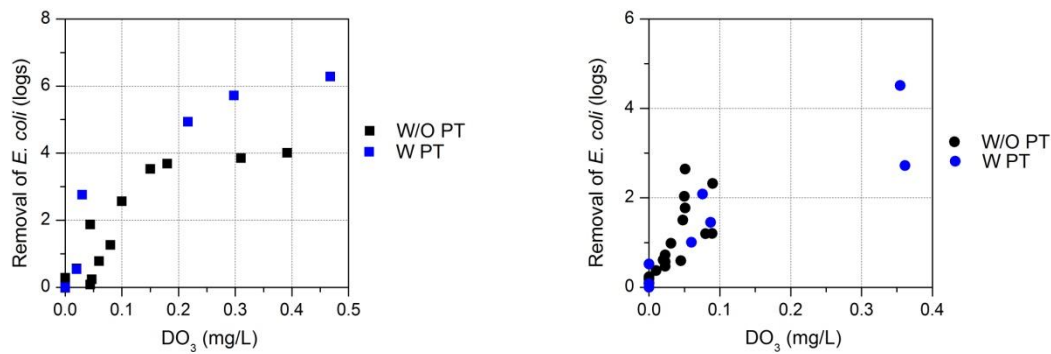 8
6
4
2
0
Removal of E. coli (logs)
0.0 0.1 0.2 0.3 0.4 0.5
DO₃ (mg/L)
W/O PT
W PT
6
4
2
0
Removal of E. coli (logs)
0.0 0.1 0.2 0.3 0.4
DO₃ (mg/L)
W/O PT
W PT